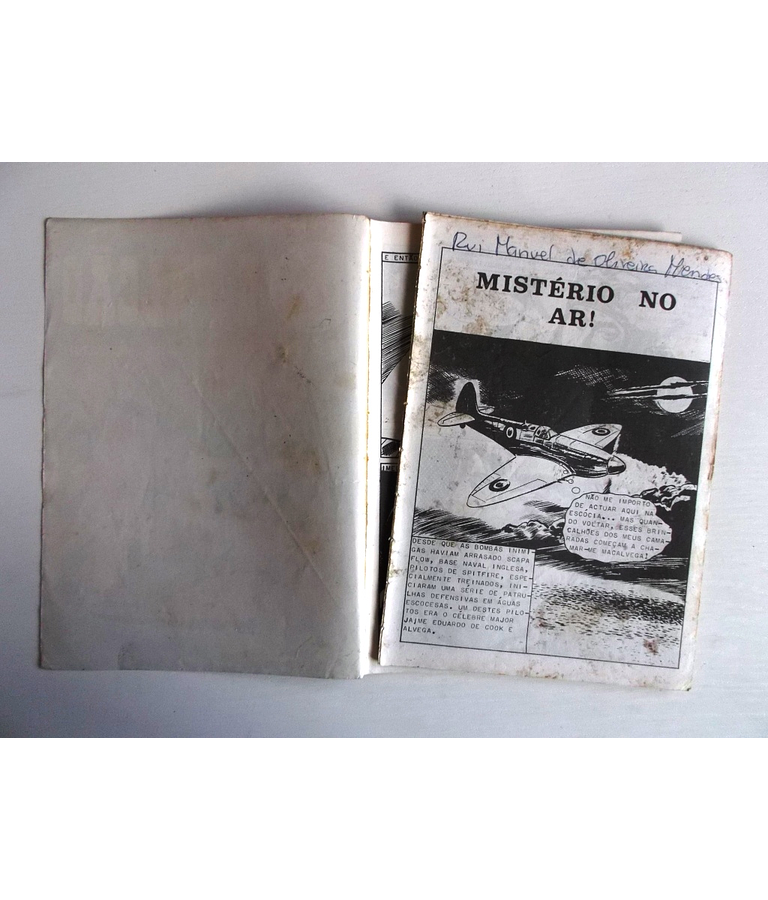 E ENTÃ
Rui Manuel de Oliveira Mendes
MISTÉRIO NO
AR!
NÃO ME IMPORTO
DE ACTUAR AQUI NA
ESCÓCIA... MAS QUAN-
DO VOLTAR, ESSES BRIN-
CALHÕES DOS MEUS CAMA-
RADAS COMEÇAM A CHA-
MAR-ME MACALVEGA!
DESDE QUE AS BOMBAS INIMI-
GAS HAVIAM ARRASADO SCAPA
FLOW, BASE NAVAL INGLESA,
PILOTOS DE SPITFIRE, ESPE-
CIALMENTE TREINADOS, INI-
CIARAM UMA SÉRIE DE PATRU-
LHAS DEFENSIVAS EM ÁGUAS
ESCOCESAS. UM DESTES PILO-
TOS ERA O CÉLEBRE MAJOR
JAIME EDUARDO DE COOK E
ALVEGA.